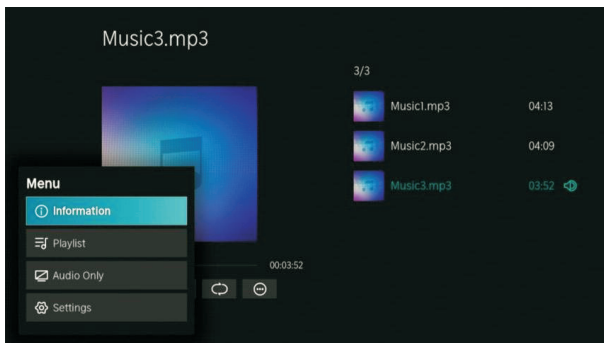 Music3.mp3
3/3
Music1.mp3 04:13
Music2.mp3 04:09
Music3.mp3 03:52
Menu
Information
Playlist
Audio Only
Settings
00:03:52